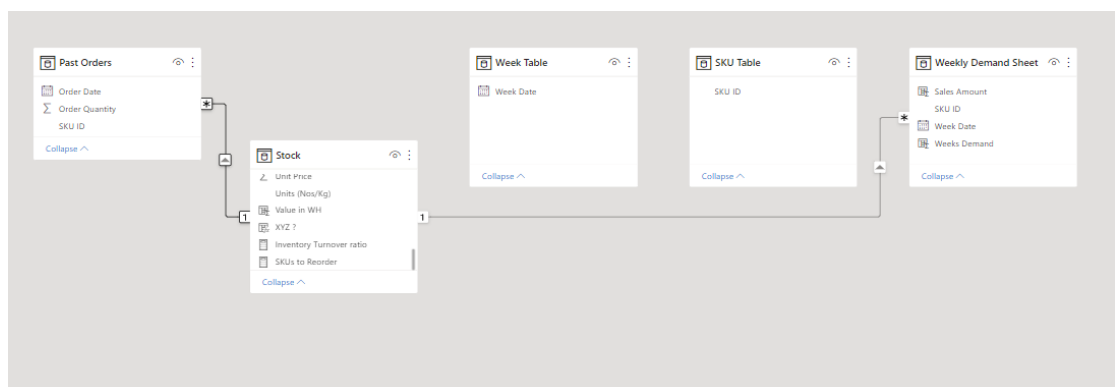 Past Orders
Order Date
Order Quantity
SKU ID
Collapse
*
1
Stock
Unit Price
Units (Nos/Kg)
Value in WH
XYZ ?
Inventory Turnover ratio
SKUs to Reorder
Collapse
1
Week Table
Week Date
Collapse
SKU Table
SKU ID
Collapse
Weekly Demand Sheet
Sales Amount
SKU ID
Week Date
Weeks Demand
Collapse
*